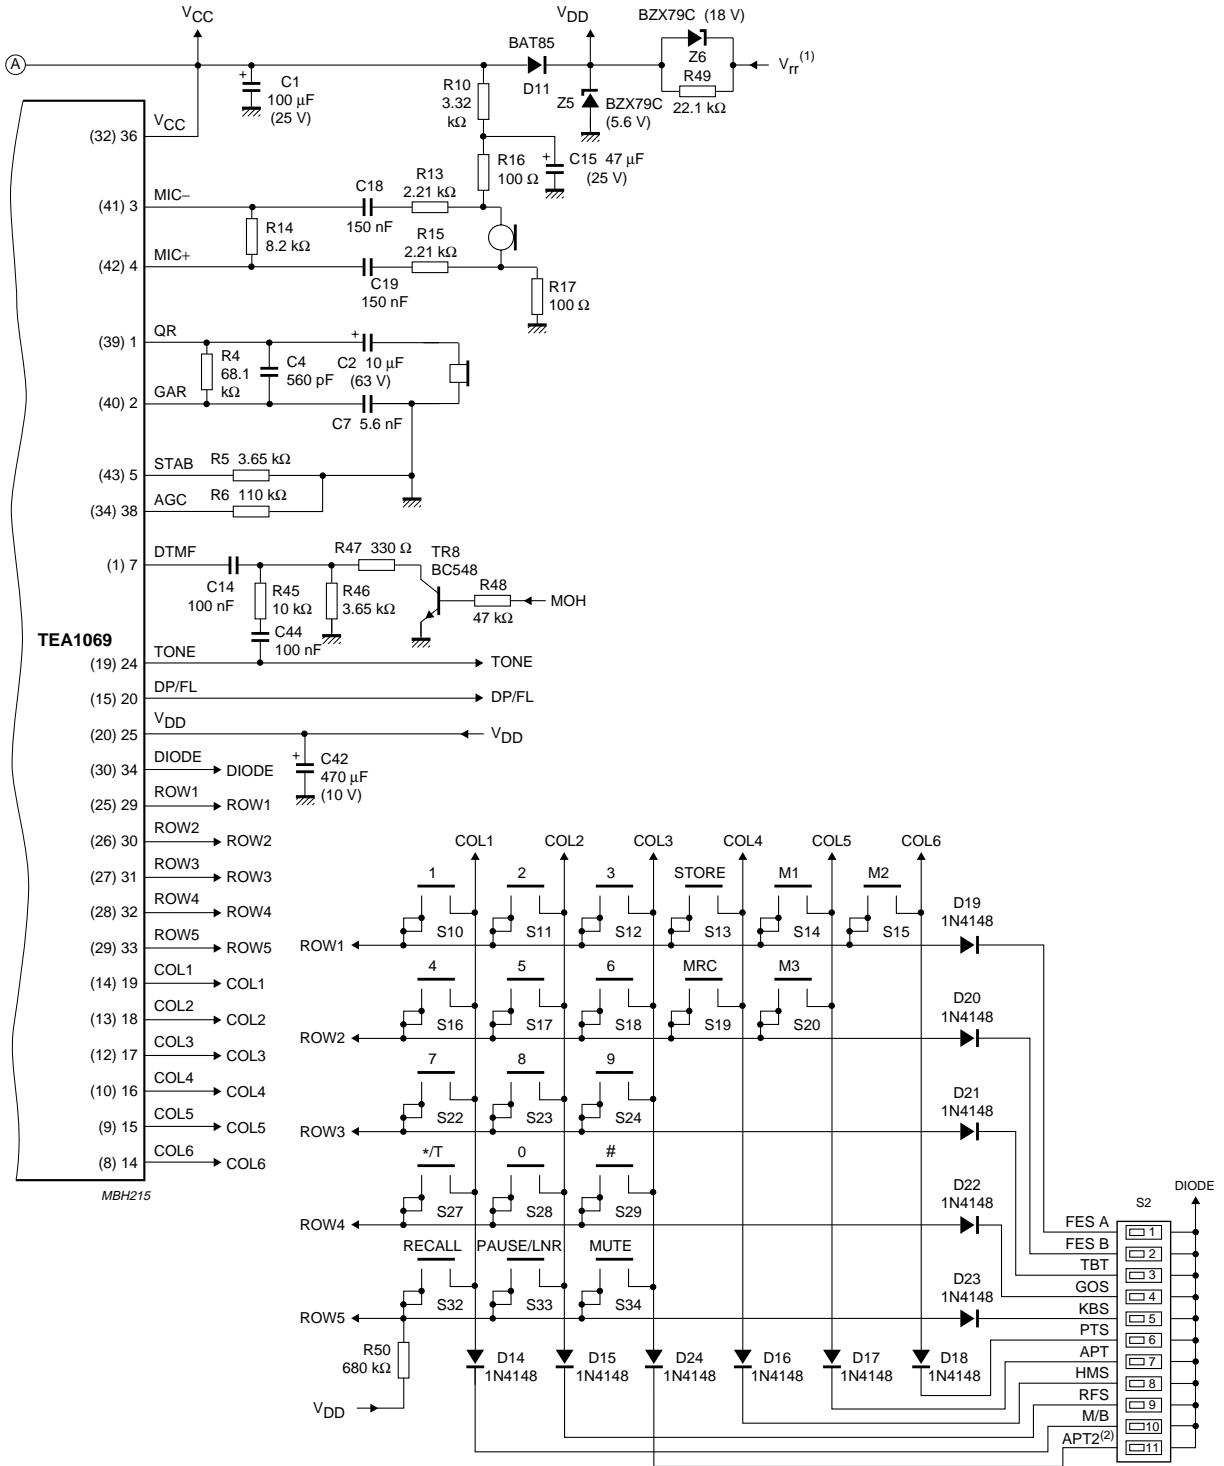 VCC
VDD
BZX79C (18 V)
BAT85
A
Z6
Vrr(1)
+
C1
100 μF
(25 V)
R10
3.32
kΩ
D11
Z5
BZX79C
(5.6 V)
R49
22.1 kΩ
(32) 36
VCC
R16
100 Ω
+
C15 47 μF
(25 V)
(41) 3
MIC−
C18
150 nF
R13
2.21 kΩ
R14
8.2 kΩ
R15
2.21 kΩ
(42) 4
MIC+
C19
150 nF
R17
100 Ω
(39) 1
QR
+
R4
68.1
kΩ
C4
560 pF
C2 10 μF
(63 V)
(40) 2
GAR
C7 5.6 nF
(43) 5
STAB
R5 3.65 kΩ
(34) 38
AGC
R6 110 kΩ
(1) 7
DTMF
R47 330 Ω
TR8
BC548
C14
100 nF
R45
10 kΩ
R46
3.65 kΩ
R48
47 kΩ
MOH
C44
100 nF
TEA1069
(19) 24
TONE
TONE
(15) 20
DP/FL
DP/FL
(20) 25
VDD
VDD
+
C42
470 μF
(10 V)
(30) 34
DIODE
DIODE
(25) 29
ROW1
ROW1
(26) 30
ROW2
ROW2
(27) 31
ROW3
ROW3
(28) 32
ROW4
ROW4
(29) 33
ROW5
ROW5
(14) 19
COL1
COL1
(13) 18
COL2
COL2
(12) 17
COL3
COL3
(10) 16
COL4
COL4
(9) 15
COL5
COL5
(8) 14
COL6
COL6
MBH215
COL1 COL2 COL3 COL4 COL5 COL6
1 2 3 STORE M1 M2
S10 S11 S12 S13 S14 S15
ROW1
D19
1N4148
4 5 6 MRC M3
S16 S17 S18 S19 S20
ROW2
D20
1N4148
7 8 9
S22 S23 S24
ROW3
D21
1N4148
*/T 0 #
S27 S28 S29
ROW4
D22
1N4148
RECALL PAUSE/LNR MUTE
S32 S33 S34
ROW5
D23
1N4148
R50
680 kΩ
VDD
D14
1N4148
D15
1N4148
D24
1N4148
D16
1N4148
D17
1N4148
D18
1N4148
S2
DIODE
FES A 1
FES B 2
TBT 3
GOS 4
KBS 5
PTS 6
APT 7
HMS 8
RFS 9
M/B 10
APT2(2) 11